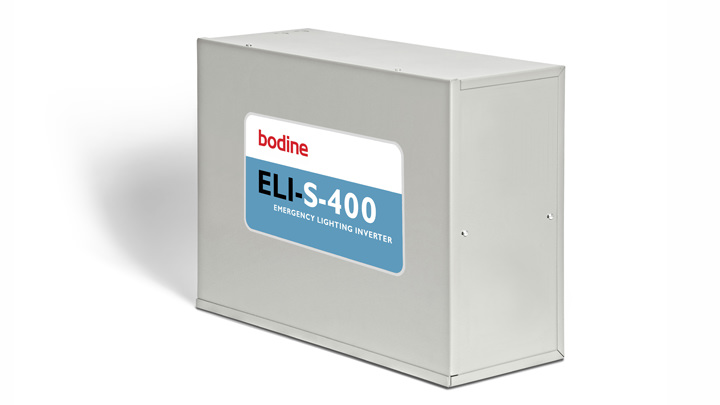 bodine
ELI-S-400
EMERGENCY LIGHTING INVERTER